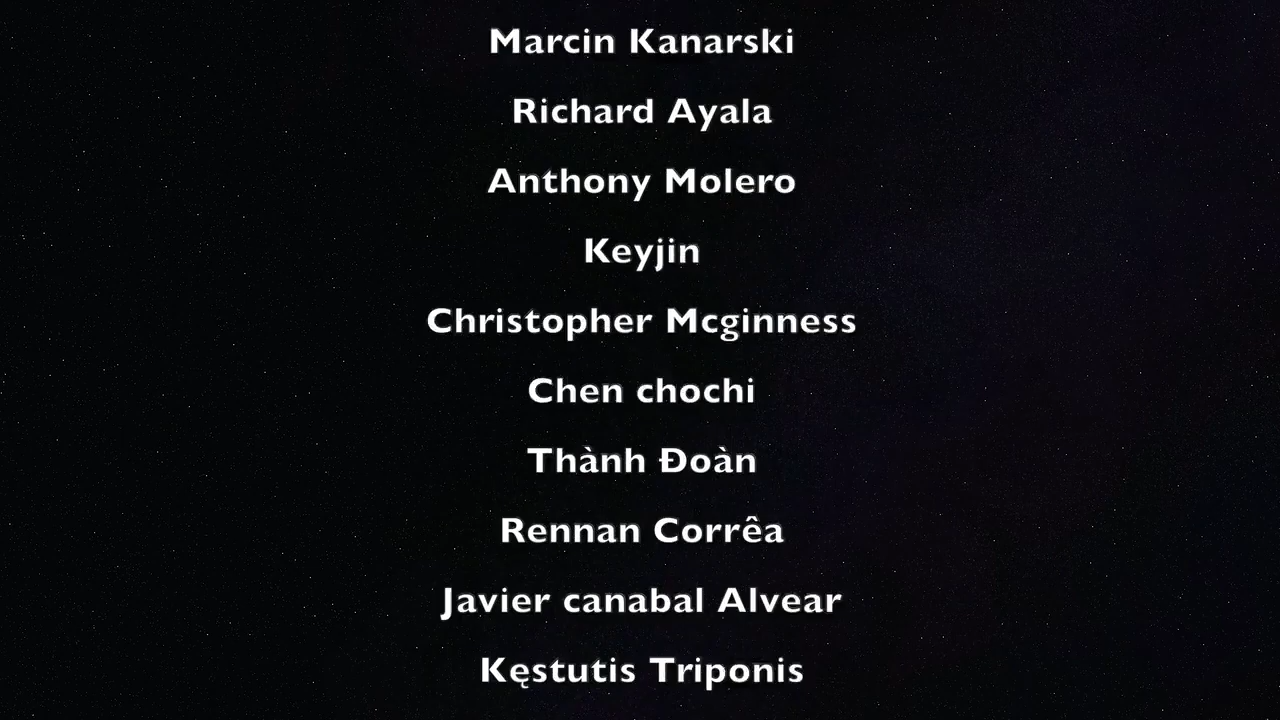 Marcin Kanarski
Richard Ayala
Anthony Molero
Keyjin
Christopher Mcginness
Chen chochi
Thành Đoàn
Rennan Corrêa
Javier canabal Alvear
Kęstutis Triponis